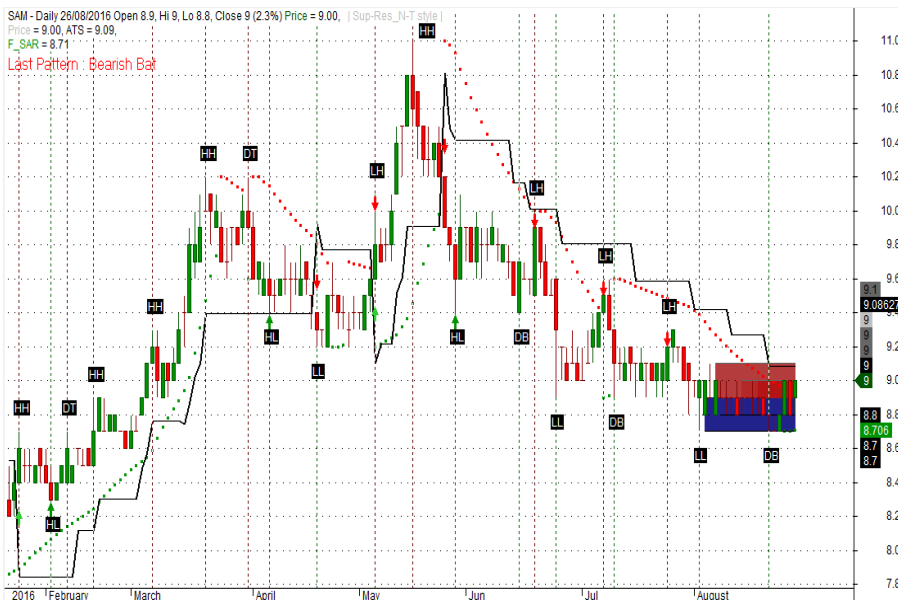 SAM - Daily 26/08/2016 Open 8.9, Hi 9, Lo 8.8, Close 9 (2.3%) Price = 9.00, | Sup-Res_N-T style |
Price = 9.00, ATS = 9.09,
F_SAR = 8.71
Last Pattern : Bearish Bat
HH
11.0
10.8
10.6
10.4
HH DT
LH
10.2
LH
10.0
9.8
LH
9.6
9.1
HH
LH
9.08627
9
HL
HL
DB
9
9.2
9
LL
HH
9
9.0
9
HH
DT
LL
DB
8.8
8.8
8.706
8.7
8.6
LL
DB
8.7
8.4
HL
8.2
8.0
7.8
2016 February March April May Jun Jul August